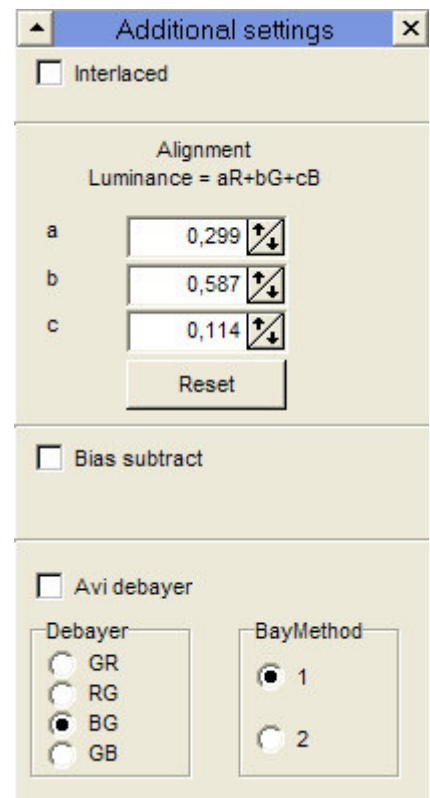 Additional settings
Interlaced
Alignment
Luminance = aR+bG+cB
a 0,299
b 0,587
c 0,114
Reset
Bias subtract
Avi debayer
Debayer
GR
RG
BG
GB
BayMethod
1
2